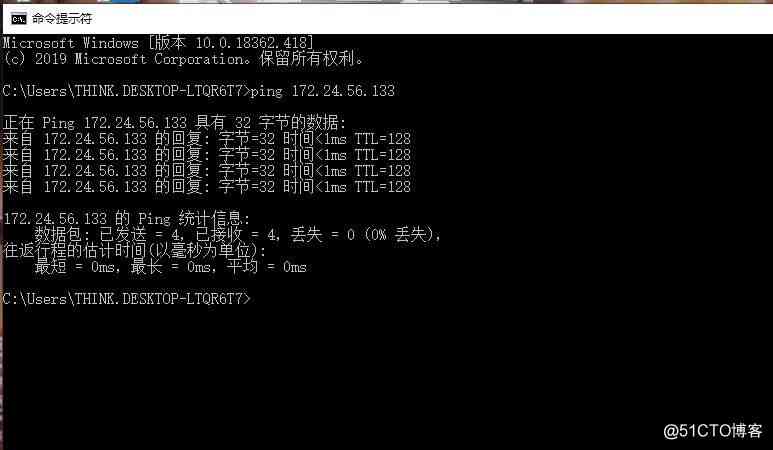 命令提示符
Microsoft Windows [版本 10.0.18362.418]
(c) 2019 Microsoft Corporation。保留所有权利。
C:\Users\THINK.DESKTOP-LTQR6T7>ping 172.24.56.133
正在 Ping 172.24.56.133 具有 32 字节的数据:
来自 172.24.56.133 的回复: 字节=32 时间<1ms TTL=128
来自 172.24.56.133 的回复: 字节=32 时间<1ms TTL=128
来自 172.24.56.133 的回复: 字节=32 时间<1ms TTL=128
来自 172.24.56.133 的回复: 字节=32 时间<1ms TTL=128
172.24.56.133 的 Ping 统计信息:
数据包: 已发送 = 4，已接收 = 4，丢失 = 0 (0% 丢失)，
往返行程的估计时间(以毫秒为单位):
最短 = 0ms，最长 = 0ms，平均 = 0ms
C:\Users\THINK.DESKTOP-LTQR6T7>
@51CTO博客